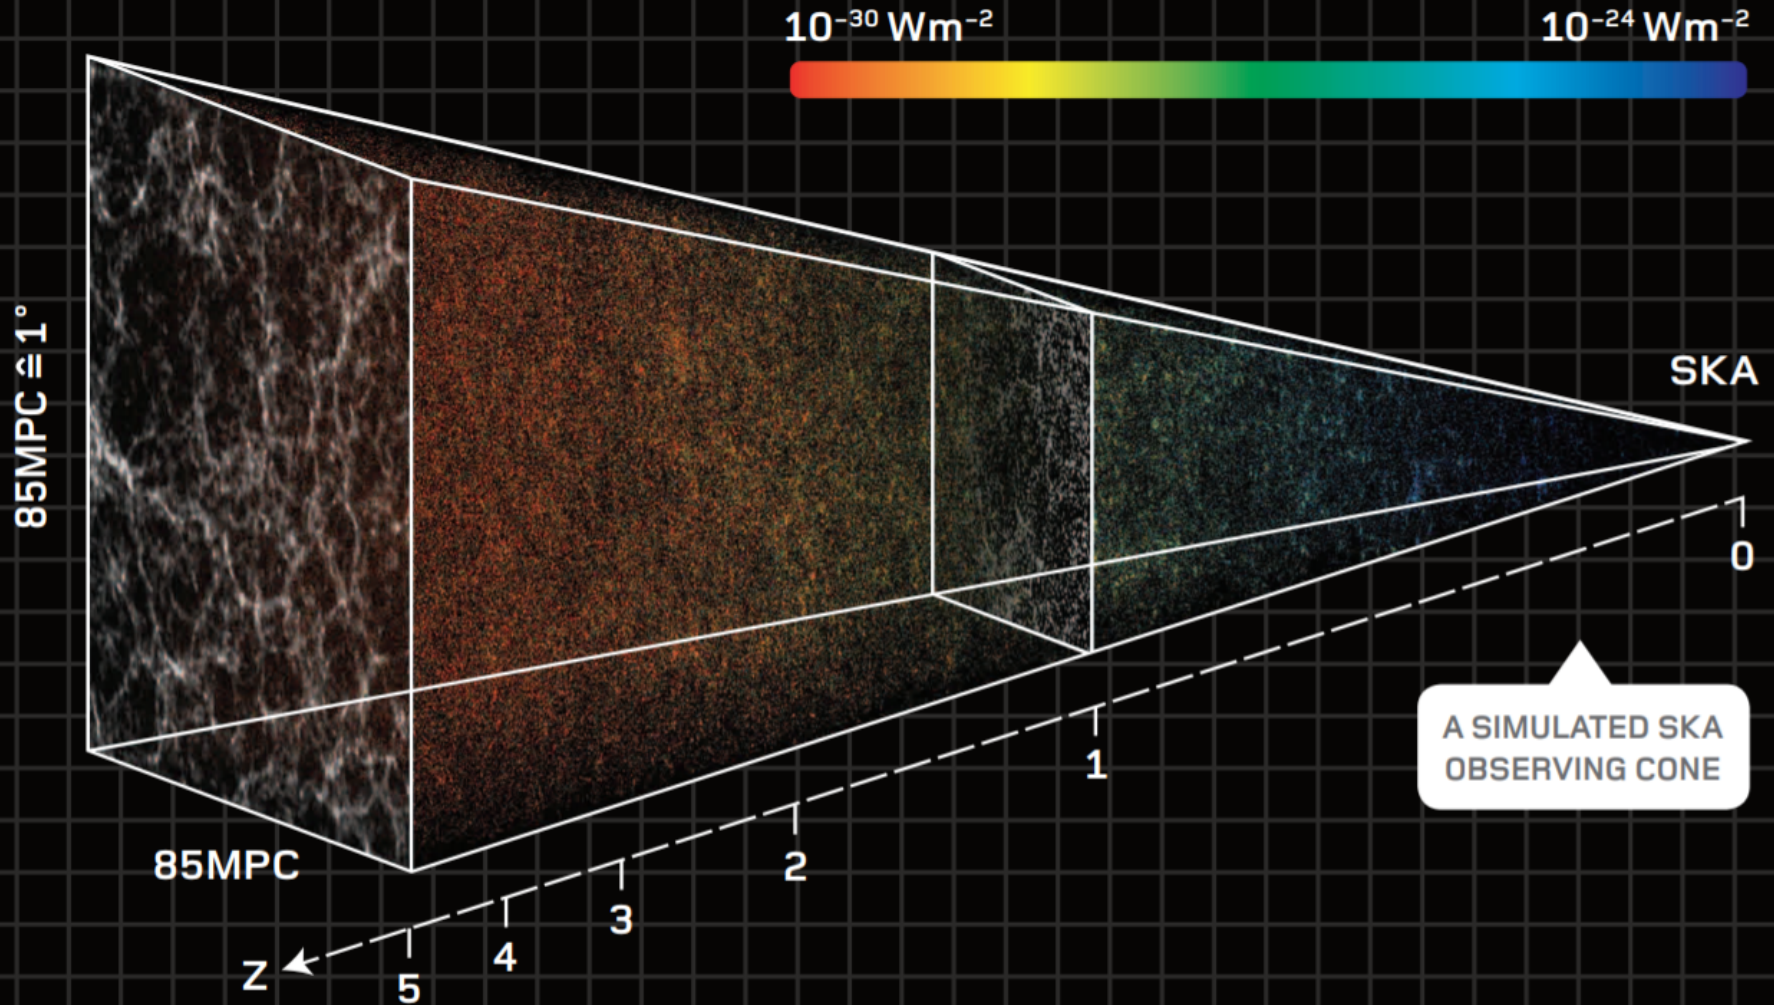 10⁻³⁰ Wm⁻² 10⁻²⁴ Wm⁻²
SKA
85MPC ≙ 1°
0
1
A SIMULATED SKA
OBSERVING CONE
2
85MPC
3
4
Z
5